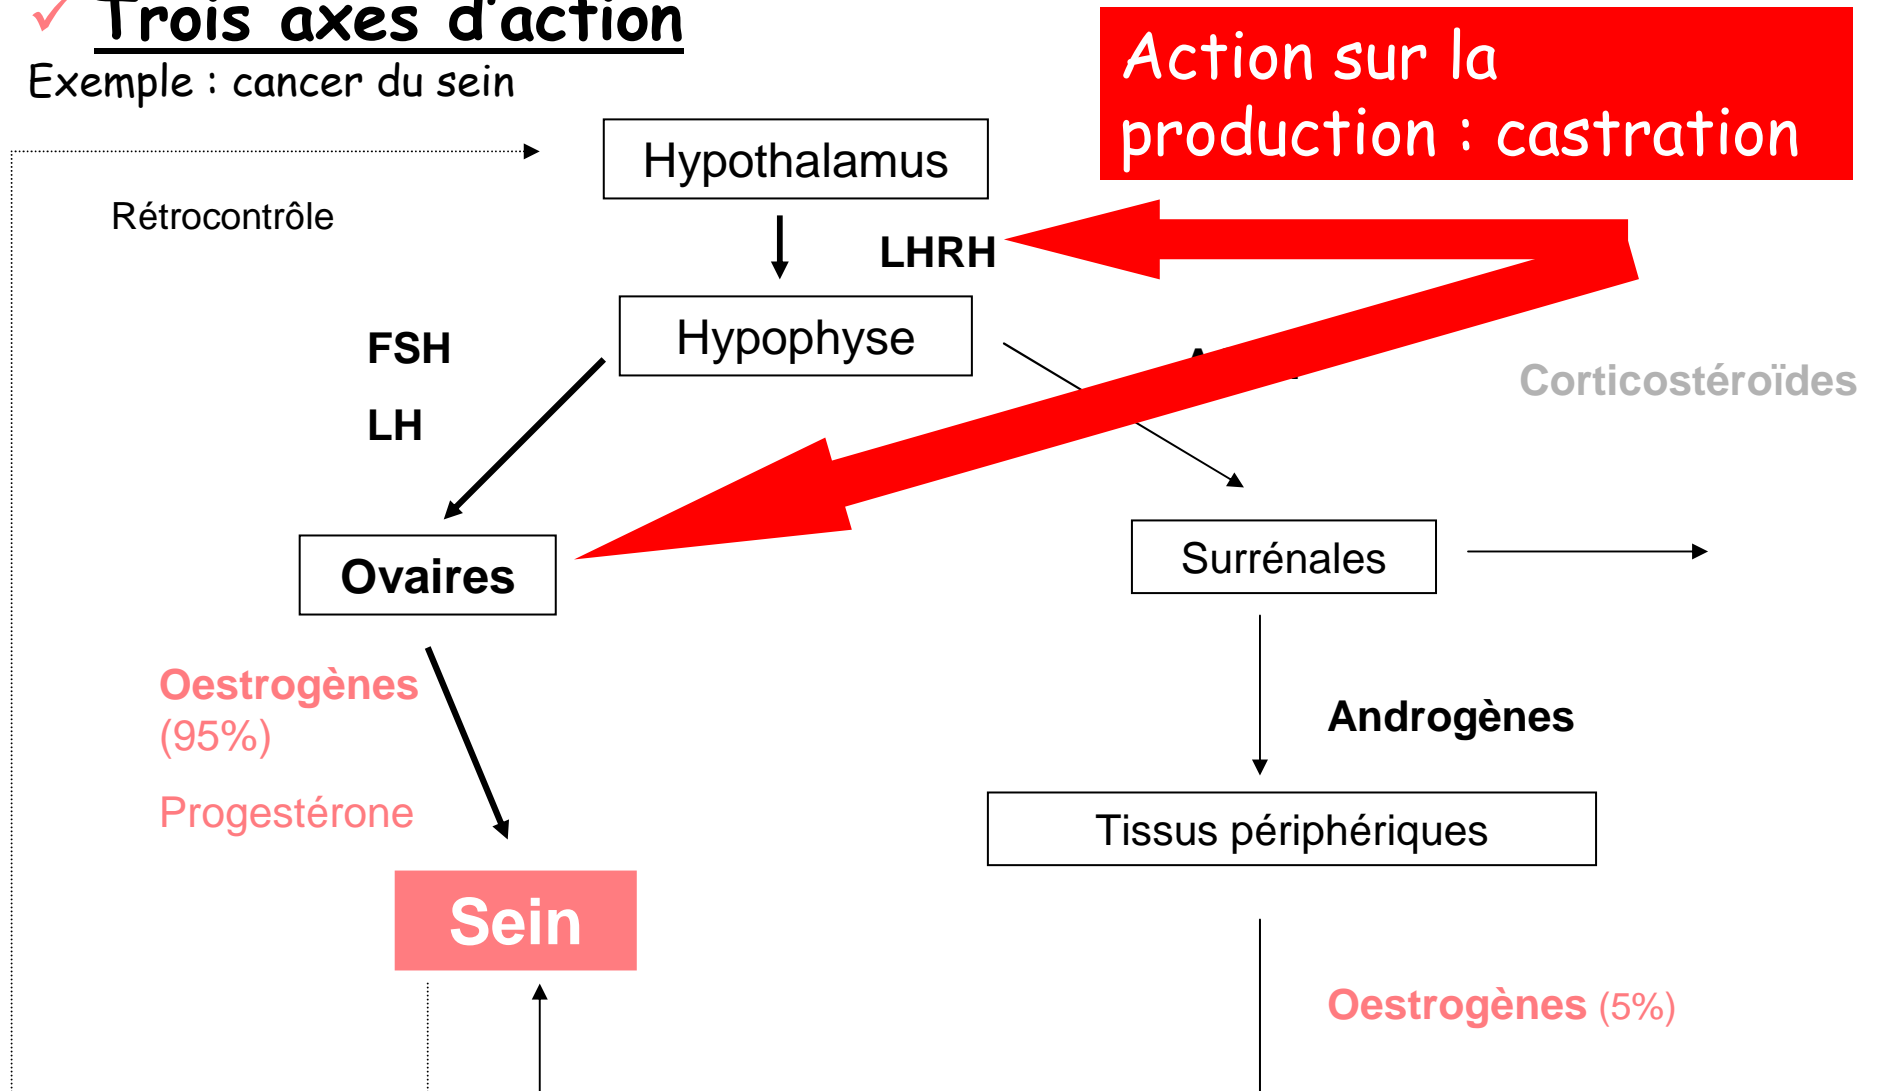 Trois axes d'action
Exemple : cancer du sein
Action sur la
production : castration
Hypothalamus
Rétrocontrôle
LHRH
Hypophyse
FSH
LH
Corticostéroïdes
Ovaires
Surrénales
Oestrogènes
(95%)
Progestérone
Androgènes
Tissus périphériques
Sein
Oestrogènes (5%)